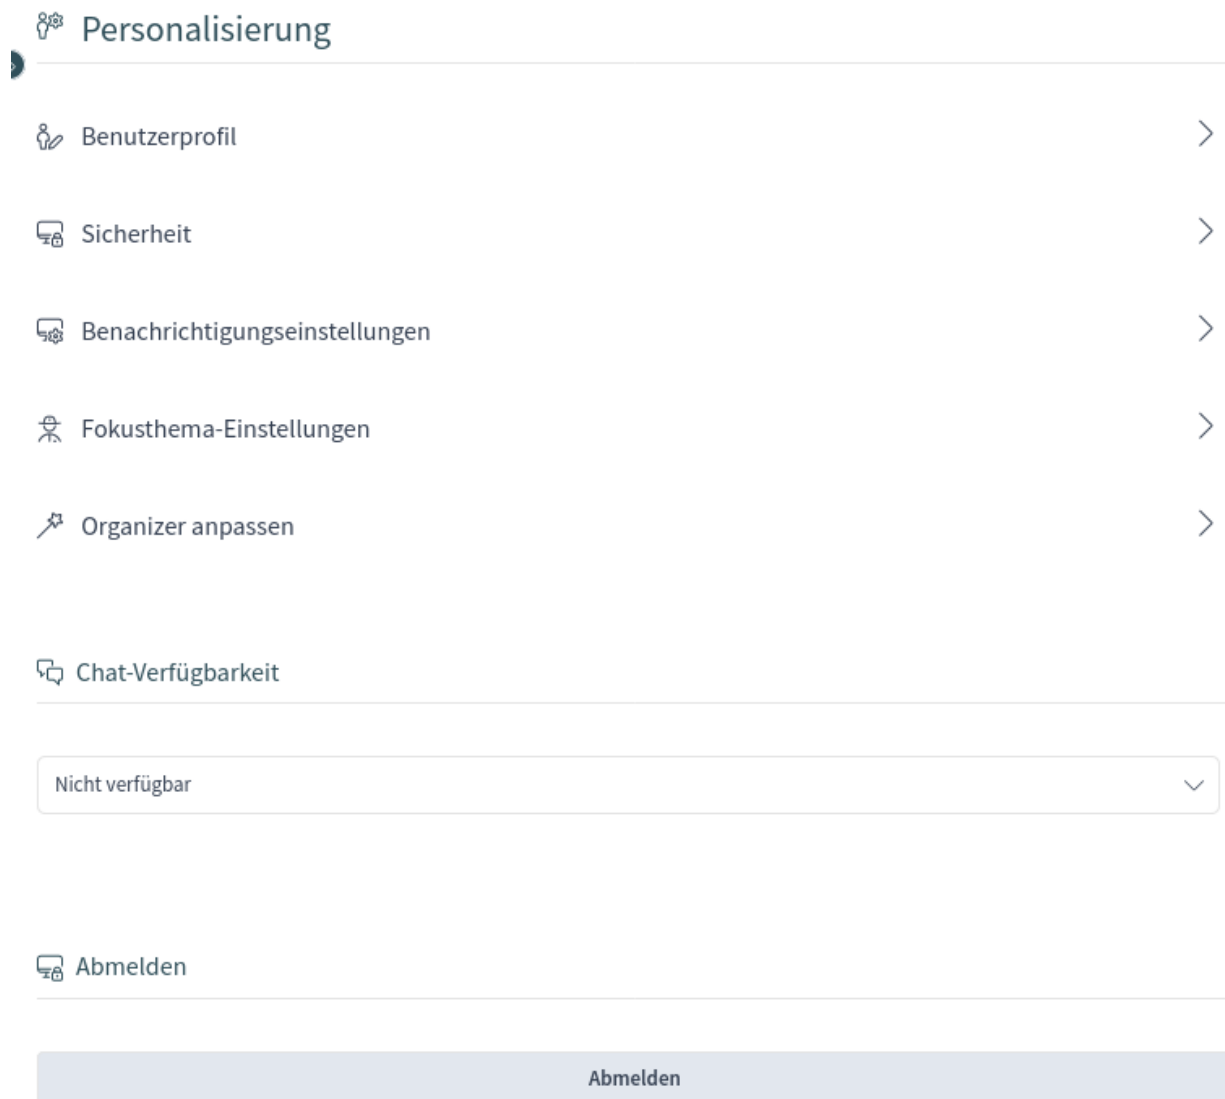 Personalisierung
Benutzerprofil
Sicherheit
Benachrichtigungseinstellungen
Fokusthema-Einstellungen
Organizer anpassen
Chat-Verfügbarkeit
Nicht verfügbar
Abmelden
Abmelden